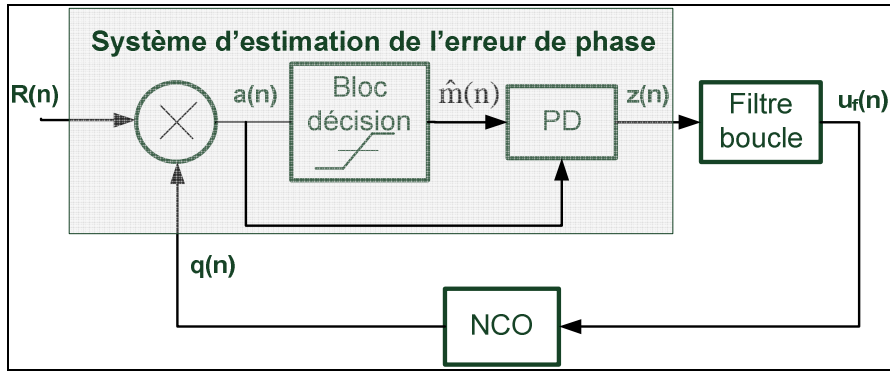 Système d'estimation de l'erreur de phase
R(n)
a(n)
Bloc
décision
m̂(n)
PD
z(n)
Filtre
boucle
uf(n)
q(n)
NCO